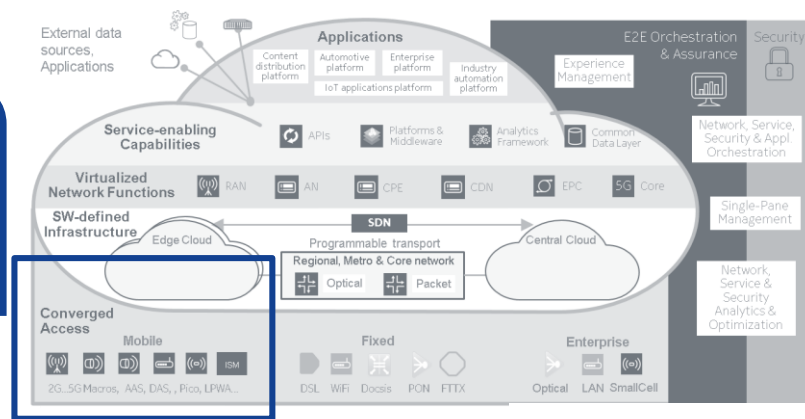 External data
sources,
Applications
Applications
Content
distribution
platform
Automotive
platform
Enterprise
platform
Industry
automation
platform
IoT applications platform
E2E Orchestration
& Assurance
Security
Experience
Management
Service-enabling
Capabilities
APIs
Platforms &
Middleware
Analytics
Framework
Common
Data Layer
Network, Service,
Security & Appl.
Orchestration
Virtualized
Network Functions
RAN
AN
CPE
CDN
EPC
5G Core
SW-defined
Infrastructure
SDN
Single-Pane
Management
Edge Cloud
Programmable transport
Central Cloud
Regional, Metro & Core network
Optical
Packet
Network,
Service &
Security
Analytics &
Optimization
Converged
Access
Mobile
Fixed
Enterprise
ISM
2G...5G Macros, AAS, DAS, , Pico, LPWA...
DSL WiFi Docsis PON FTTX
Optical LAN SmallCell